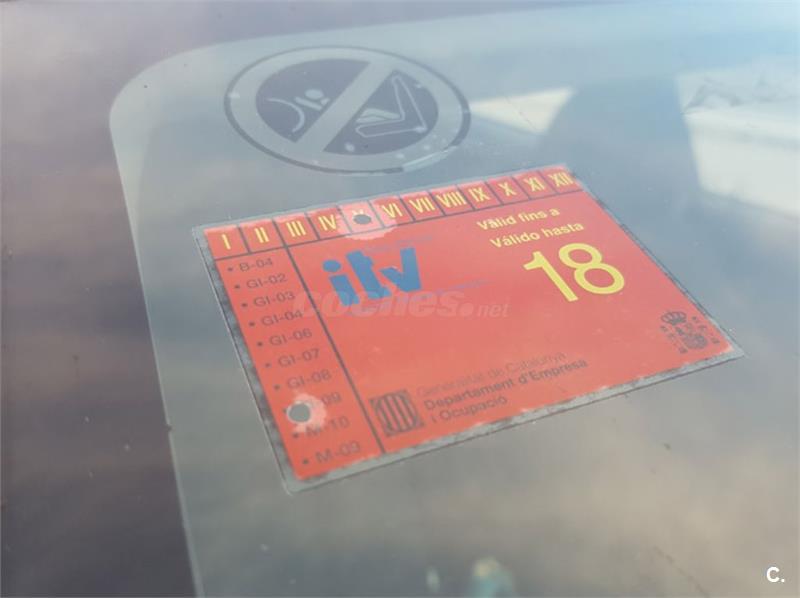 I II III IV V VI VII VIII IX X XI XII
B-04
GI-02
GI-03
GI-04
GI-06
GI-07
GI-08
09
M-10
M-09
itv
Vàlid fins a
Válido hasta
18
coches.net
Generalitat de Catalunya
Departament d'Empresa
i Ocupació
C.